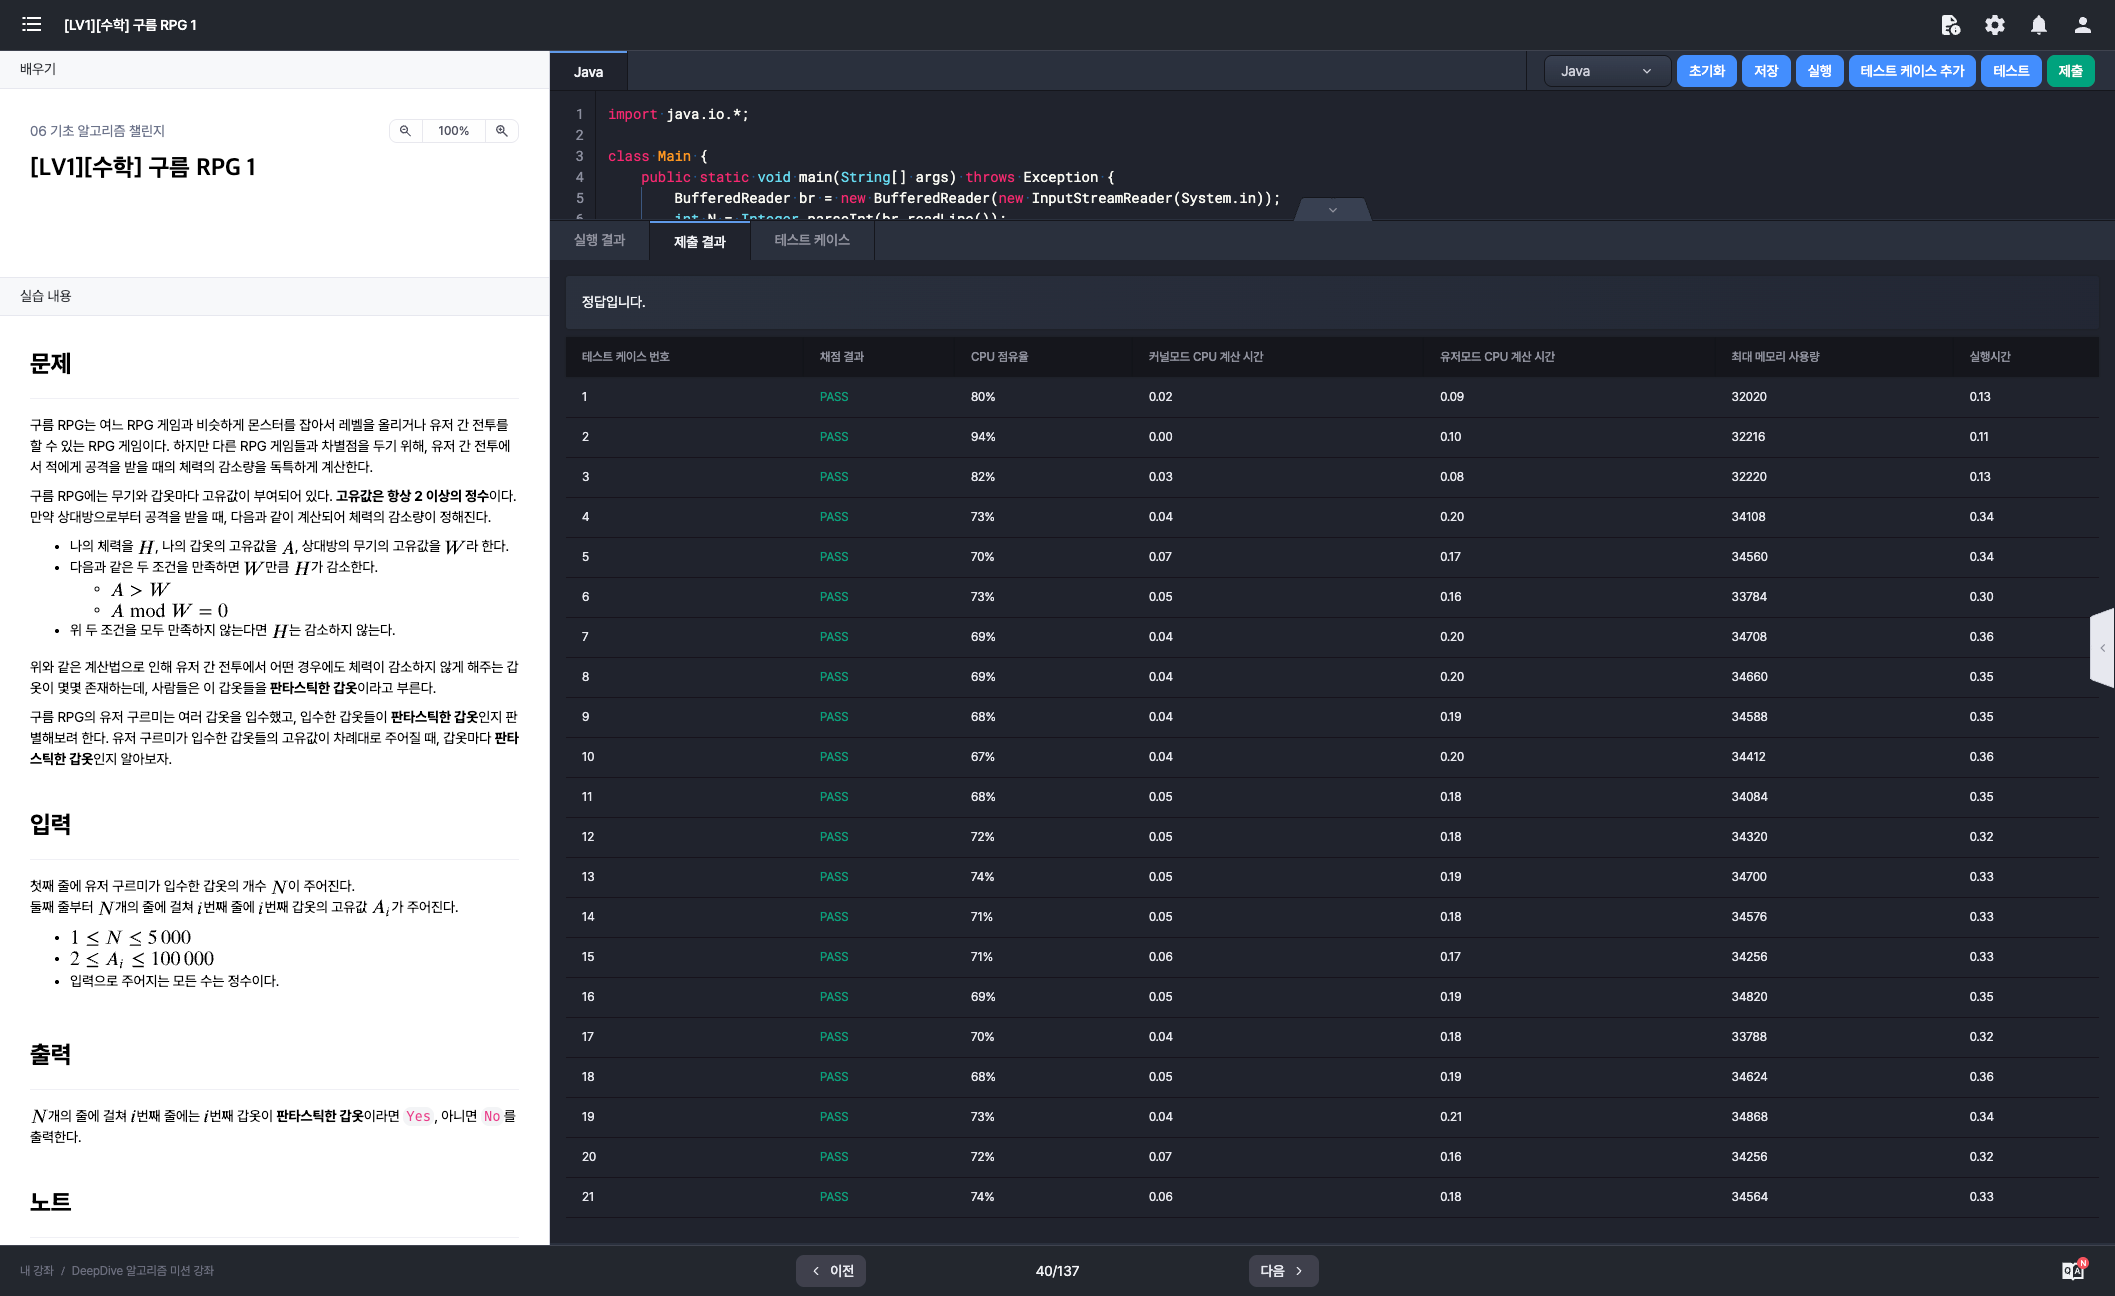 [LV1][수학] 구름 RPG 1
배우기
06 기초 알고리즘 챌린지
100%
[LV1][수학] 구름 RPG 1
실습 내용
문제
구름 RPG는 여느 RPG 게임과 비슷하게 몬스터를 잡아서 레벨을 올리거나 유저 간 전투를
할 수 있는 RPG 게임이다. 하지만 다른 RPG 게임들과 차별점을 두기 위해, 유저 간 전투에
서 적에게 공격을 받을 때의 체력의 감소량을 독특하게 계산한다.
구름 RPG에는 무기와 갑옷마다 고유값이 부여되어 있다. 고유값은 항상 2 이상의 정수이다.
만약 상대방으로부터 공격을 받을 때, 다음과 같이 계산되어 체력의 감소량이 정해진다.
• 나의 체력을 H, 나의 갑옷의 고유값을 A, 상대방의 무기의 고유값을 W라 한다.
• 다음과 같은 두 조건을 만족하면 W만큼 H가 감소한다.
◦ A > W
◦ A mod W = 0
• 위 두 조건을 모두 만족하지 않는다면 H는 감소하지 않는다.
위와 같은 계산법으로 인해 유저 간 전투에서 어떤 경우에도 체력이 감소하지 않게 해주는 갑
옷이 몇몇 존재하는데, 사람들은 이 갑옷들을 판타스틱한 갑옷이라고 부른다.
구름 RPG의 유저 구르미는 여러 갑옷을 입수했고, 입수한 갑옷들이 판타스틱한 갑옷인지 판
별해보려 한다. 유저 구르미가 입수한 갑옷들의 고유값이 차례대로 주어질 때, 갑옷마다 판타
스틱한 갑옷인지 알아보자.
입력
첫째 줄에 유저 구르미가 입수한 갑옷의 개수 N이 주어진다.
둘째 줄부터 N개의 줄에 걸쳐 i번째 줄에 i번째 갑옷의 고유값 Aᵢ가 주어진다.
• 1 ≤ N ≤ 5 000
• 2 ≤ Aᵢ ≤ 100 000
• 입력으로 주어지는 모든 수는 정수이다.
출력
N개의 줄에 걸쳐 i번째 줄에는 i번째 갑옷이 판타스틱한 갑옷이라면 Yes, 아니면 No를
출력한다.
노트
Java
Java 초기화 저장 실행 테스트 케이스 추가 테스트 제출
1 import java.io.*;
2
3 class Main {
4 public static void main(String[] args) throws Exception {
5 BufferedReader br = new BufferedReader(new InputStreamReader(System.in));
6 int N = Integer.parseInt(br.readLine());
실행 결과 제출 결과 테스트 케이스
정답입니다.
테스트 케이스 번호 채점 결과 CPU 점유율 커널모드 CPU 계산 시간 유저모드 CPU 계산 시간 최대 메모리 사용량 실행시간
1 PASS 80% 0.02 0.09 32020 0.13
2 PASS 94% 0.00 0.10 32216 0.11
3 PASS 82% 0.03 0.08 32220 0.13
4 PASS 73% 0.04 0.20 34108 0.34
5 PASS 70% 0.07 0.17 34560 0.34
6 PASS 73% 0.05 0.16 33784 0.30
7 PASS 69% 0.04 0.20 34708 0.36
8 PASS 69% 0.04 0.20 34660 0.35
9 PASS 68% 0.04 0.19 34588 0.35
10 PASS 67% 0.04 0.20 34412 0.36
11 PASS 68% 0.05 0.18 34084 0.35
12 PASS 72% 0.05 0.18 34320 0.32
13 PASS 74% 0.05 0.19 34700 0.33
14 PASS 71% 0.05 0.18 34576 0.33
15 PASS 71% 0.06 0.17 34256 0.33
16 PASS 69% 0.05 0.19 34820 0.35
17 PASS 70% 0.04 0.18 33788 0.32
18 PASS 68% 0.05 0.19 34624 0.36
19 PASS 73% 0.04 0.21 34868 0.34
20 PASS 72% 0.07 0.16 34256 0.32
21 PASS 74% 0.06 0.18 34564 0.33
내 강좌 / DeepDive 알고리즘 미션 강좌
이전 40/137 다음
QA N